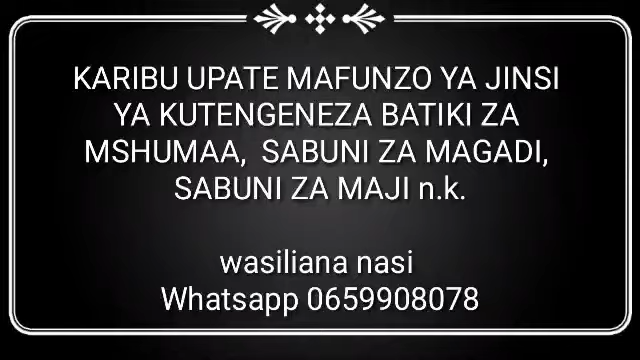 KARIBU UPATE MAFUNZO YA JINSI
YA KUTENGENEZA BATIKI ZA
MSHUMAA, SABUNI ZA MAGADI,
SABUNI ZA MAJI n.k.
wasiliana nasi
Whatsapp 0659908078